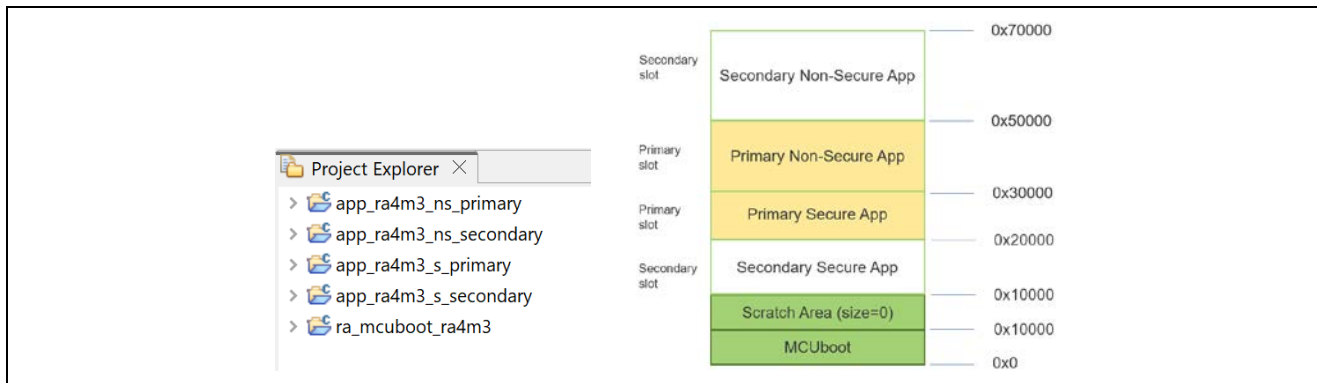 Project Explorer
app_ra4m3_ns_primary
app_ra4m3_ns_secondary
app_ra4m3_s_primary
app_ra4m3_s_secondary
ra_mcuboot_ra4m3
0x70000
Secondary
slot
Secondary Non-Secure App
0x50000
Primary
slot
Primary Non-Secure App
0x30000
Primary
slot
Primary Secure App
0x20000
Secondary
slot
Secondary Secure App
0x10000
Scratch Area (size=0)
0x10000
MCUboot
0x0